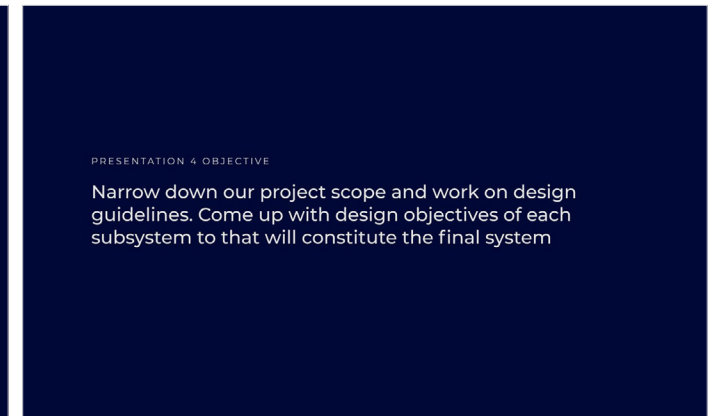 PRESENTATION 4 OBJECTIVE
Narrow down our project scope and work on design
guidelines. Come up with design objectives of each
subsystem to that will constitute the final system